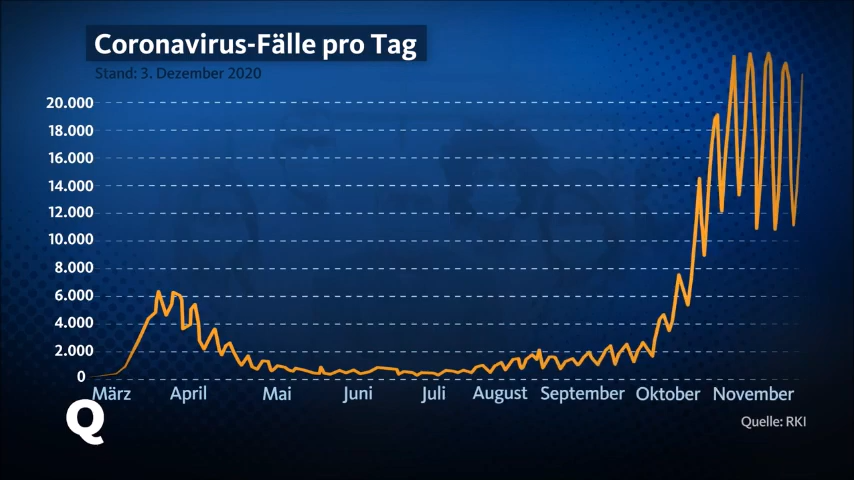 Coronavirus-Fälle pro Tag
Stand: 3. Dezember 2020
20.000
18.000
16.000
14.000
12.000
10.000
8.000
6.000
4.000
2.000
0
März April Mai Juni Juli August September Oktober November
Q
Quelle: RKI